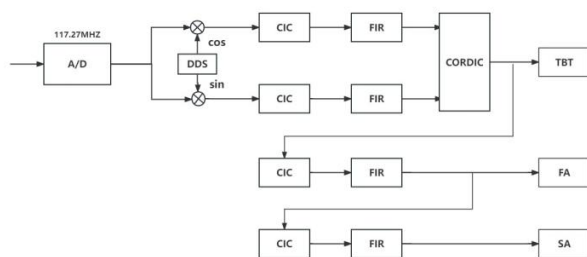 117.27MHZ
A/D
cos
DDS
sin
CIC
FIR
CIC
FIR
CORDIC
TBT
CIC
FIR
FA
CIC
FIR
SA